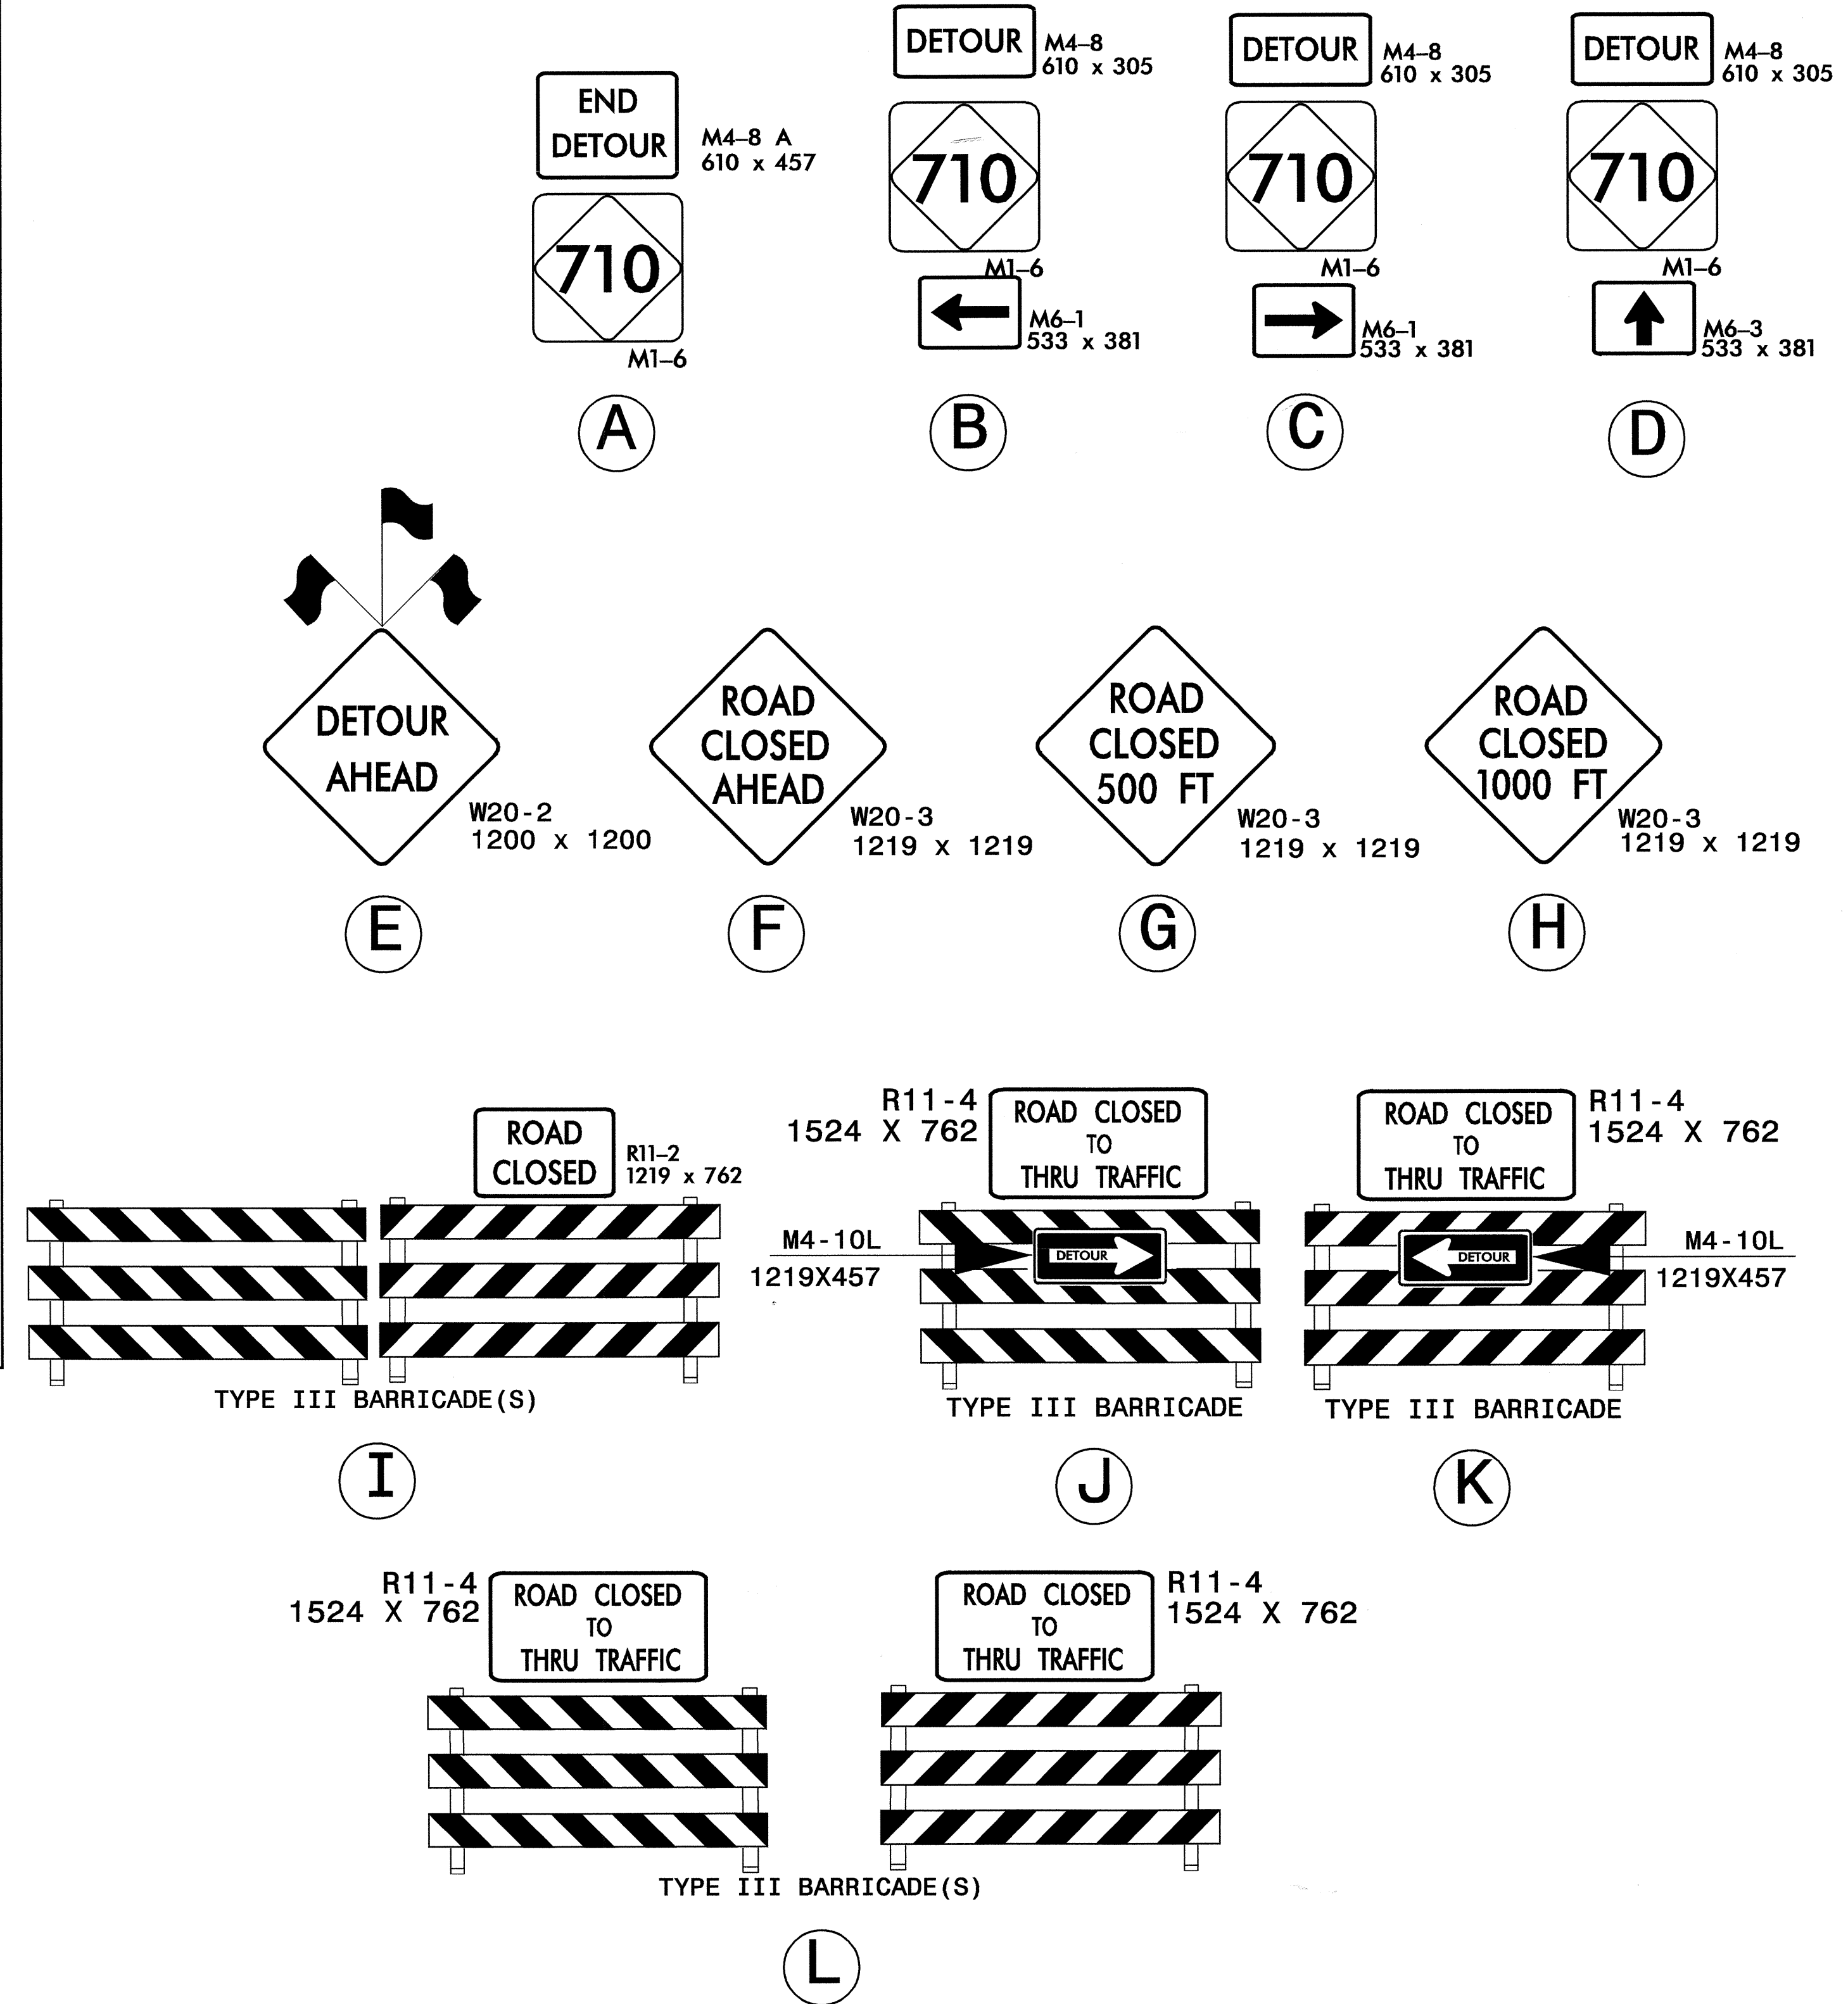 END
DETOUR
M4–8 A
610 x 457
710
M1–6
A
DETOUR
M4–8
610 x 305
710
M1–6
M6–1
533 x 381
B
DETOUR
M4–8
610 x 305
710
M1–6
M6–1
533 x 381
C
DETOUR
M4–8
610 x 305
710
M1–6
M6–3
533 x 381
D
DETOUR
AHEAD
W20-2
1200 x 1200
E
ROAD
CLOSED
AHEAD
W20-3
1219 x 1219
F
ROAD
CLOSED
500 FT
W20-3
1219 x 1219
G
ROAD
CLOSED
1000 FT
W20-3
1219 x 1219
H
ROAD
CLOSED
R11–2
1219 x 762
TYPE III BARRICADE(S)
I
R11-4
1524 X 762
ROAD CLOSED
TO
THRU TRAFFIC
M4-10L
1219X457
DETOUR
TYPE III BARRICADE
J
ROAD CLOSED
TO
THRU TRAFFIC
R11-4
1524 X 762
DETOUR
M4-10L
1219X457
TYPE III BARRICADE
K
R11-4
1524 X 762
ROAD CLOSED
TO
THRU TRAFFIC
ROAD CLOSED
TO
THRU TRAFFIC
R11-4
1524 X 762
TYPE III BARRICADE(S)
L